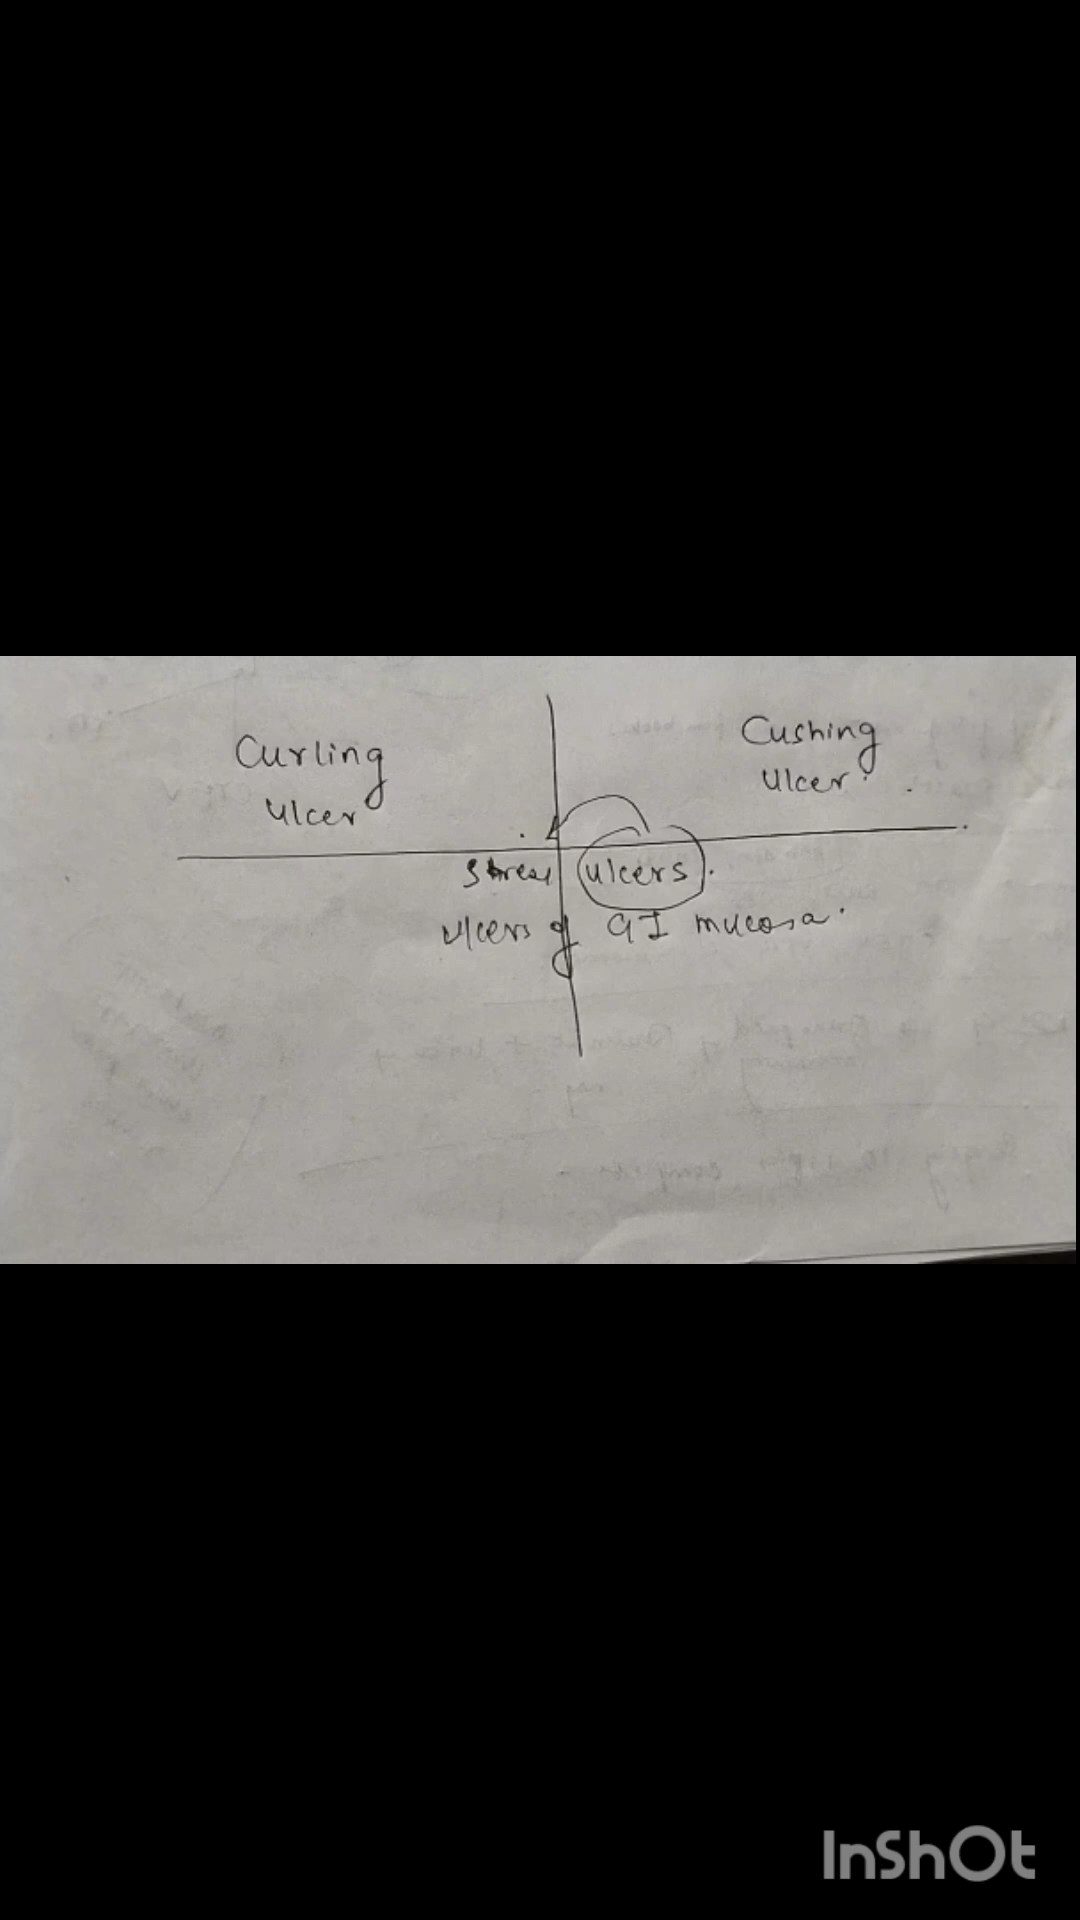 Curling
Ulcer
Cushing
Ulcer.
Stress ulcers.
Ulcers of GI mucosa.
InShOt